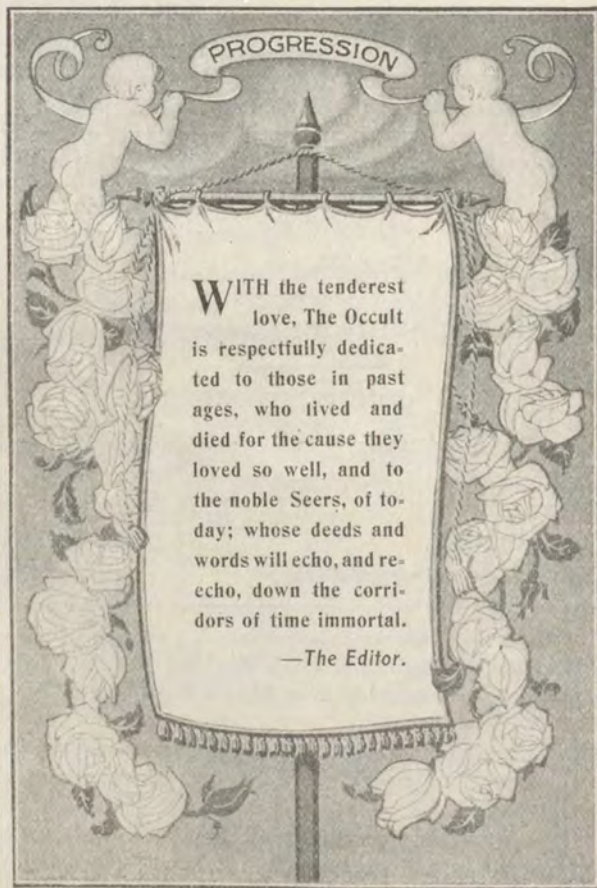 PROGRESSION
WITH the tenderest
love, The Occult
is respectfully dedica-
ted to those in past
ages, who lived and
died for the cause they
loved so well, and to
the noble Seers, of to-
day; whose deeds and
words will echo, and re-
echo, down the corri-
dors of time immortal.
—The Editor.